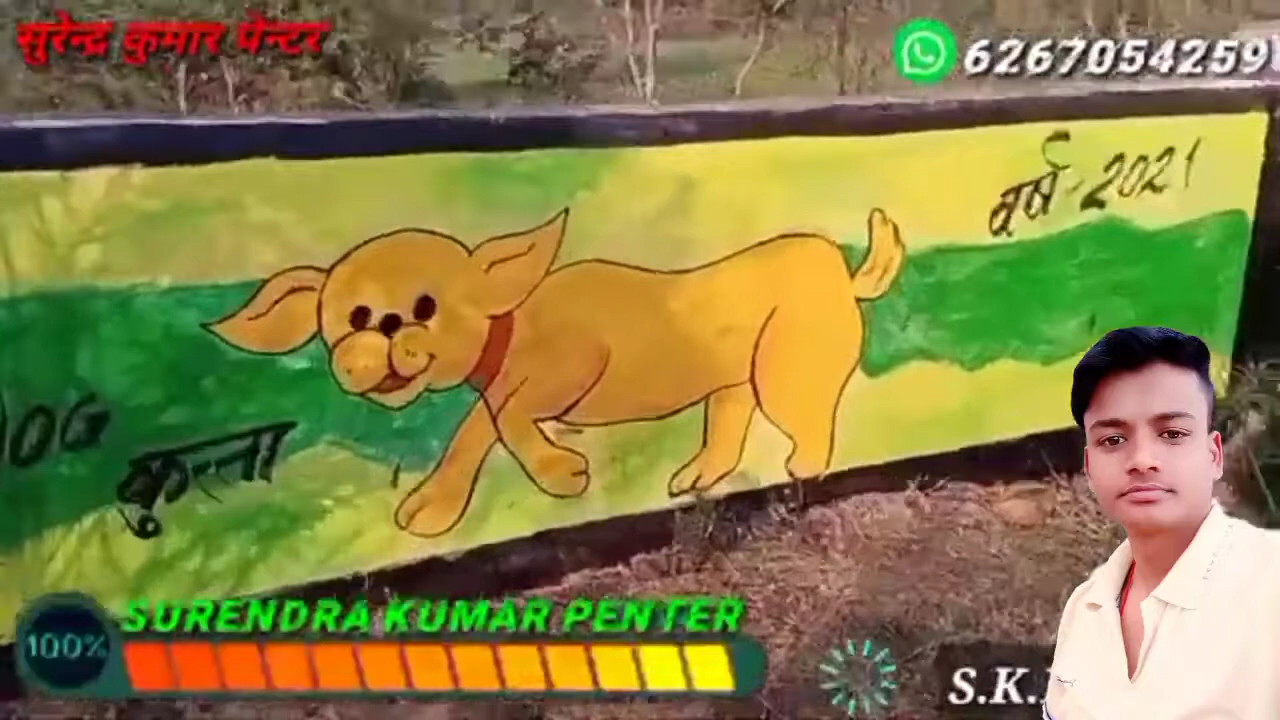 सुरेन्द्र कुमार पेन्टर
6267054259
वर्ष-2021
DOG
कुत्ता
SURENDRA KUMAR PENTER
100%
S.K.